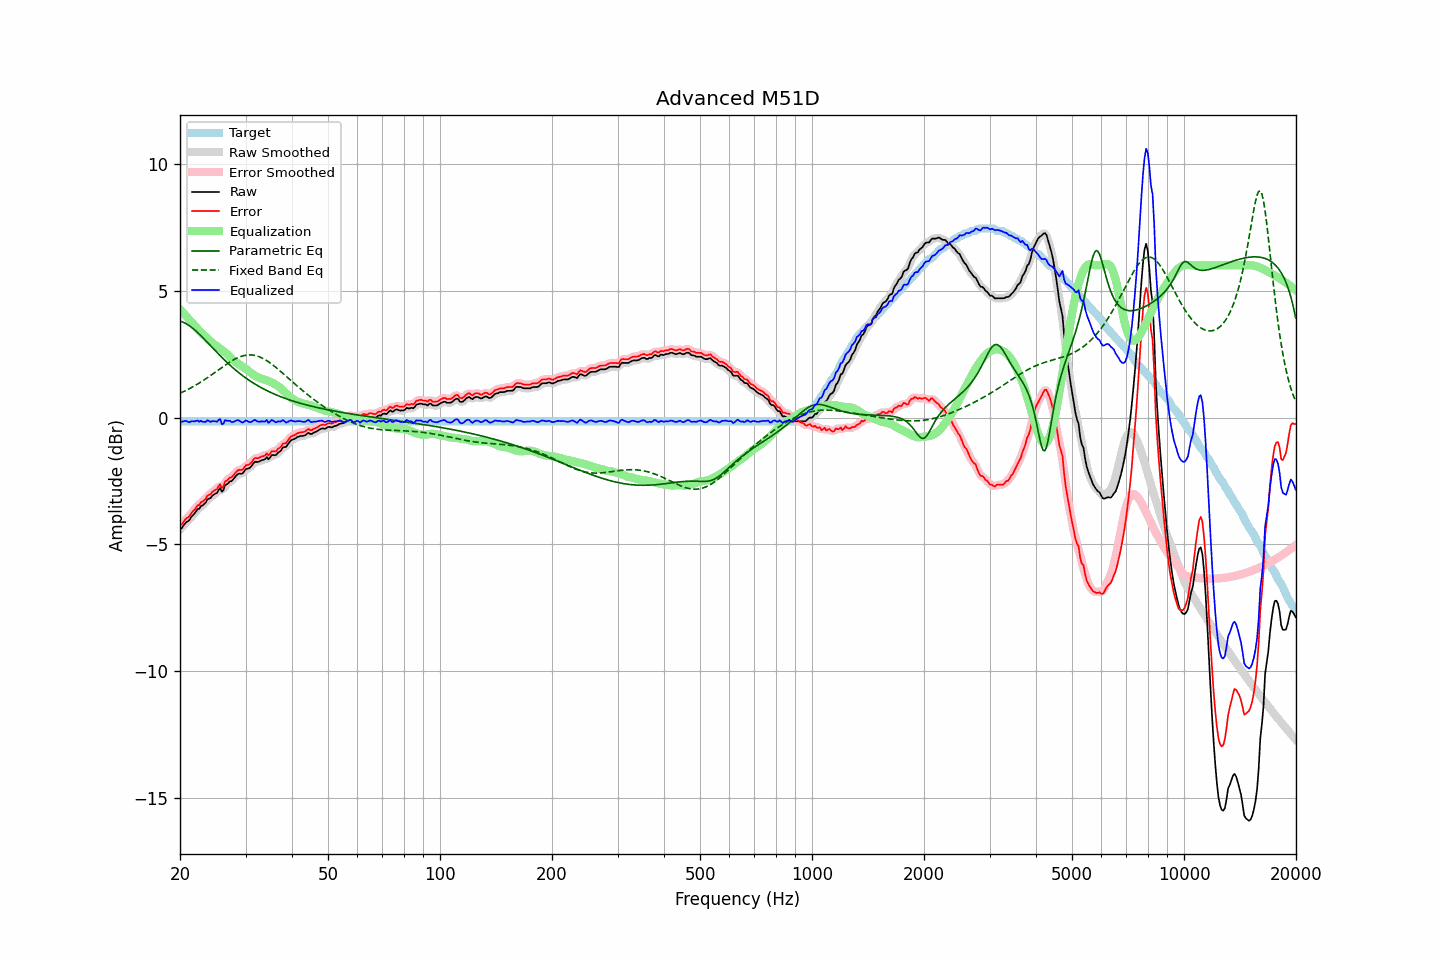 Advanced M51D
Target
Raw Smoothed
Error Smoothed
Raw
Error
Equalization
Parametric Eq
Fixed Band Eq
Equalized
10
5
0
−5
−10
−15
Amplitude (dBr)
20 50 100 200 500 1000 2000 5000 10000 20000
Frequency (Hz)